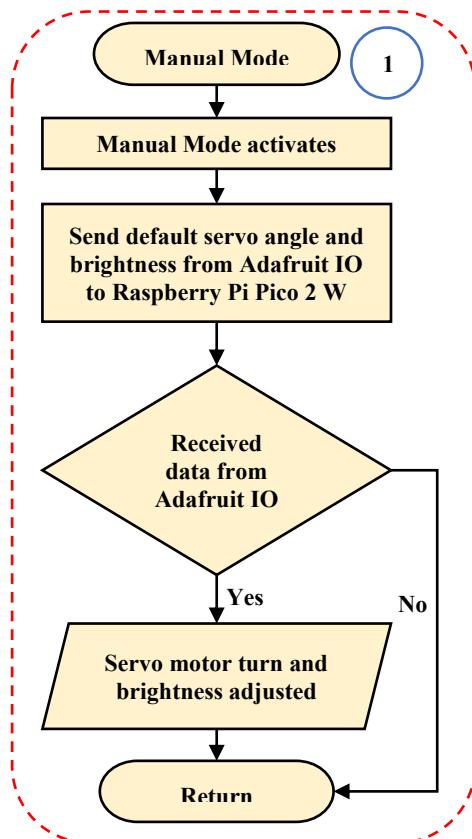 Manual Mode
1
Manual Mode activates
Send default servo angle and
brightness from Adafruit IO
to Raspberry Pi Pico 2 W
Received
data from
Adafruit IO
Yes
No
Servo motor turn and
brightness adjusted
Return